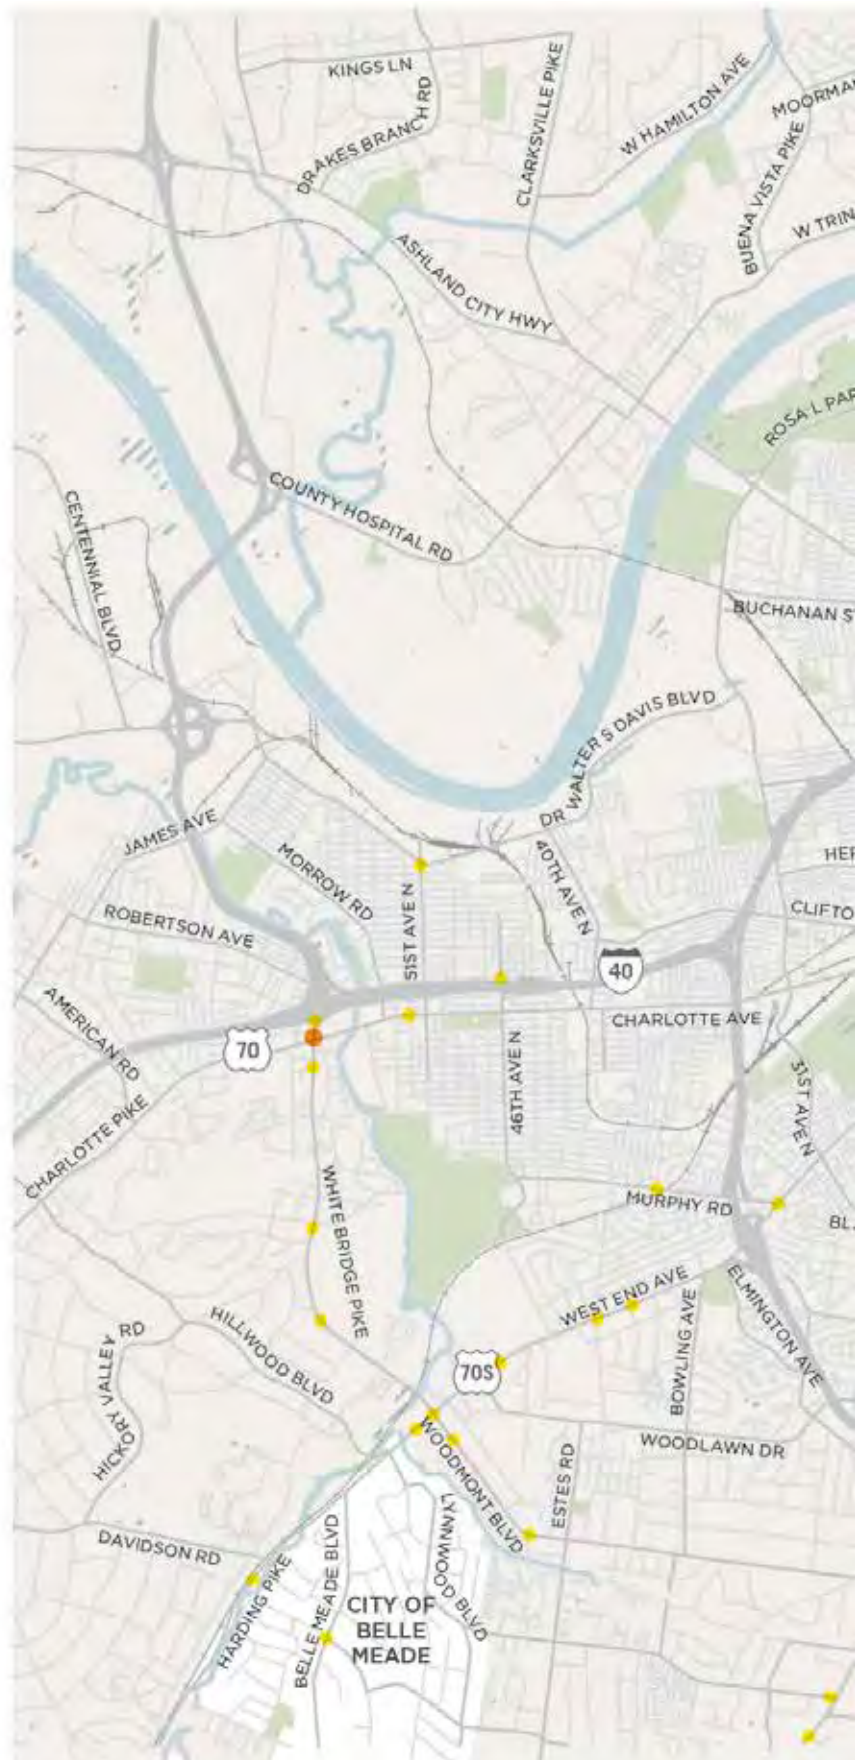 KINGS LN
CLARKSVILLE PIKE
W HAMILTON AVE
MOORMA
DRAKES BRANCH RD
BUENA VISTA PIKE
W TRIN
ASHLAND CITY HWY
ROSA L PAR
COUNTY HOSPITAL RD
CENTENNIAL BLVD
BUCHANAN S
DR WALTER S DAVIS BLVD
JAMES AVE
MORROW RD
40TH AVE N
HER
ROBERTSON AVE
51ST AVE N
CLIFTO
40
AMERICAN RD
70
CHARLOTTE AVE
46TH AVE N
31ST AVE N
CHARLOTTE PIKE
WHITE BRIDGE PIKE
MURPHY RD
BL
WEST END AVE
ELMINGTON AVE
HICKORY VALLEY RD
HILLWOOD BLVD
BOWLING AVE
70S
WOODMONT BLVD
WOODLAWN DR
ESTES RD
LYNNWOOD BLVD
DAVIDSON RD
HARDING PIKE
BELLE MEADE BLVD
CITY OF
BELLE
MEADE